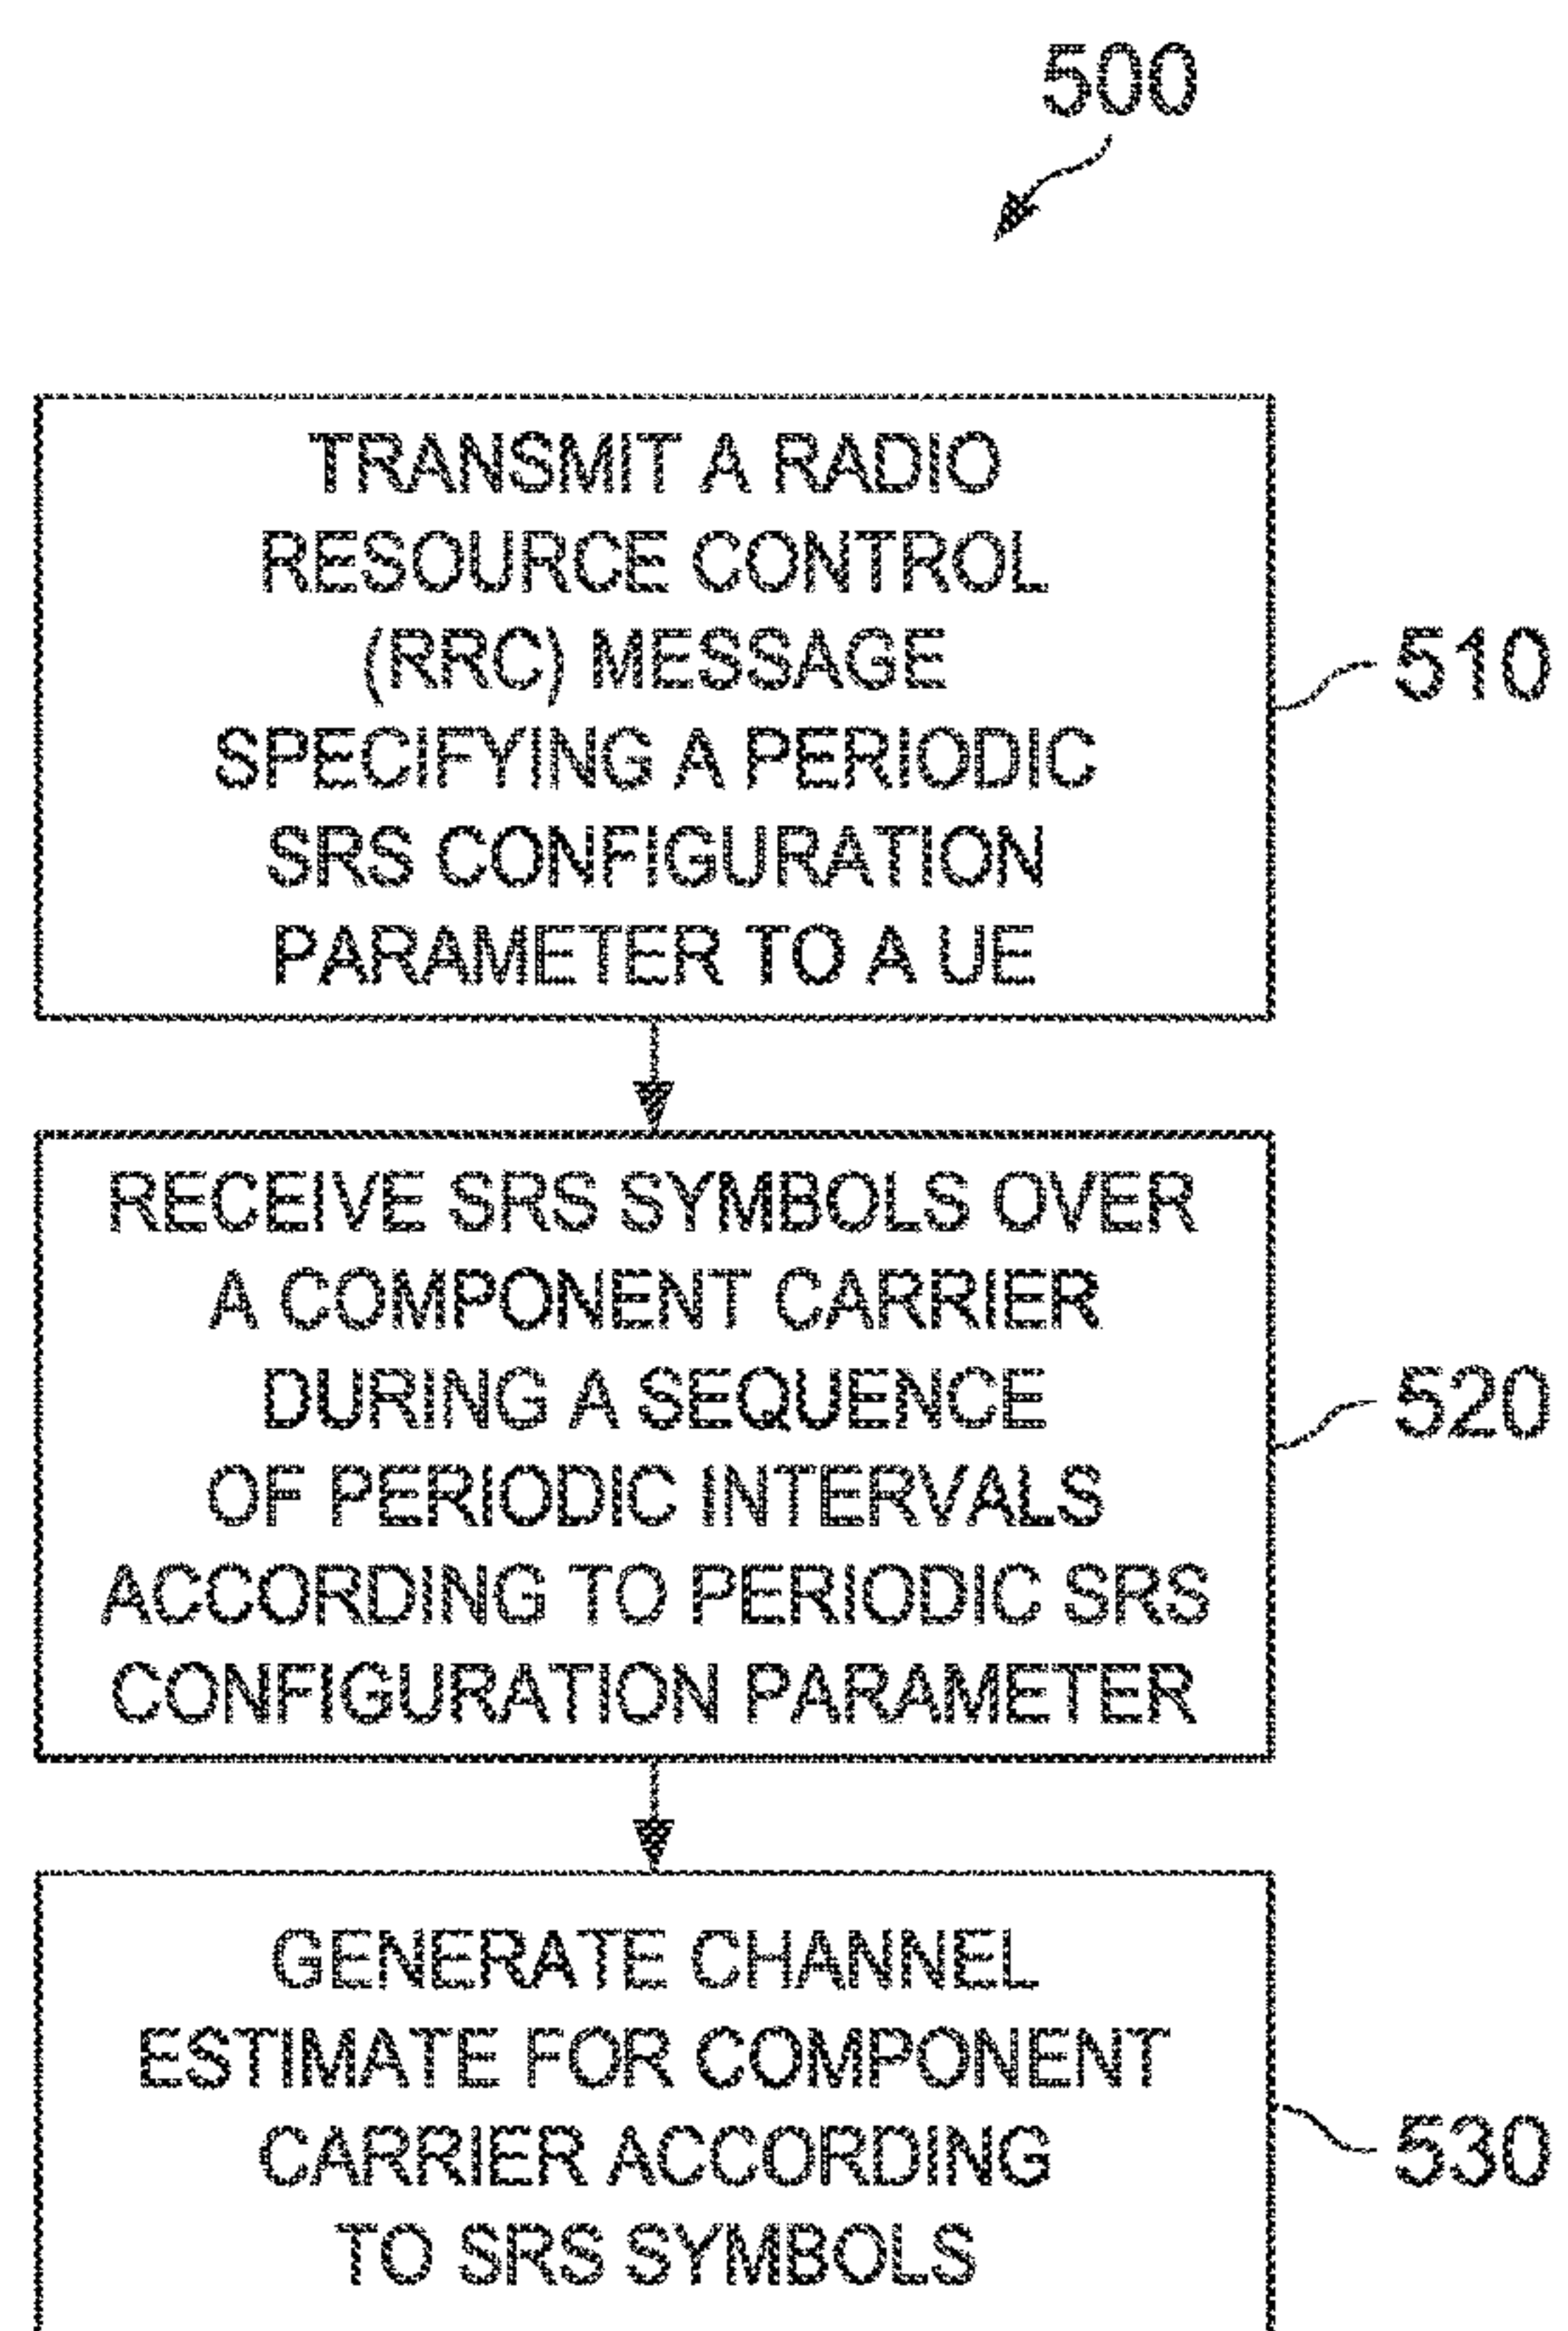 500
TRANSMIT A RADIO
RESOURCE CONTROL
(RRC) MESSAGE
SPECIFYING A PERIODIC
SRS CONFIGURATION
PARAMETER TO A UE
510
RECEIVE SRS SYMBOLS OVER
A COMPONENT CARRIER
DURING A SEQUENCE
OF PERIODIC INTERVALS
ACCORDING TO PERIODIC SRS
CONFIGURATION PARAMETER
520
GENERATE CHANNEL
ESTIMATE FOR COMPONENT
CARRIER ACCORDING
TO SRS SYMBOLS
530